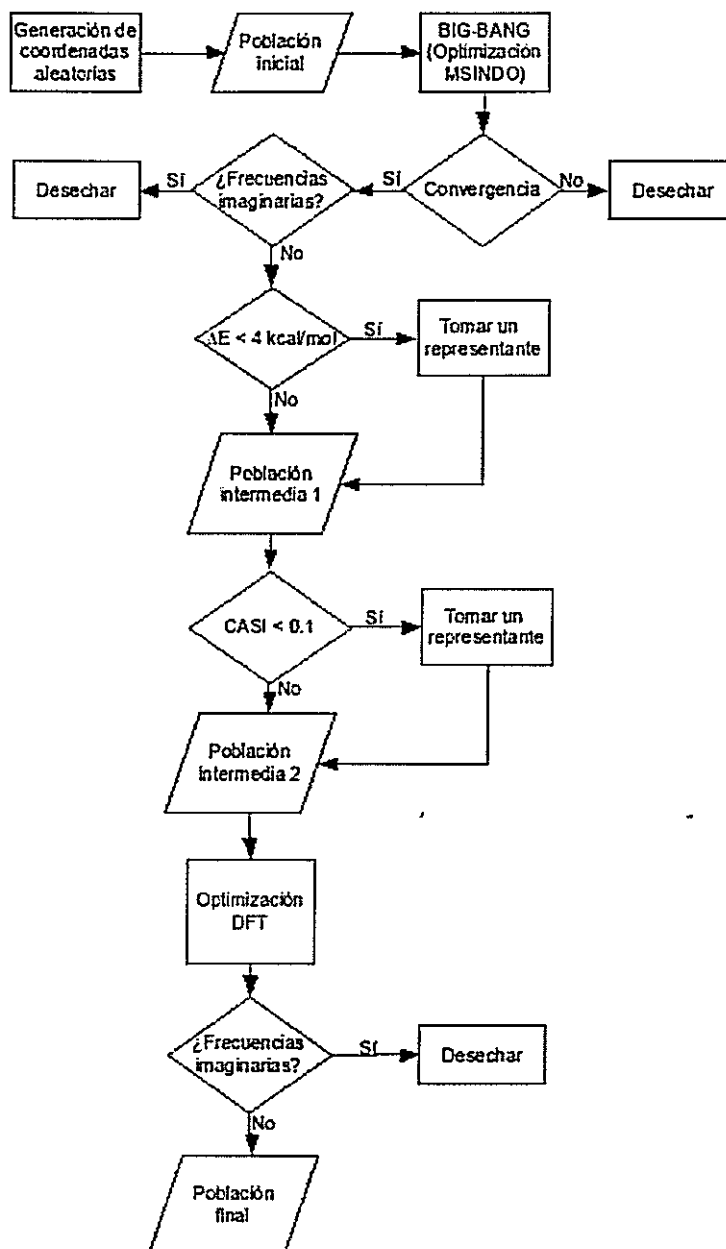 Generación de
coordenadas
aleatorias
Población
inicial
BIG-BANG
(Optimización
MSINDO)
Convergencia
No
Desechar
Sí
¿Frecuencias
imaginarias?
Sí
Desechar
No
ΔE < 4 kcal/mol
Sí
Tomar un
representante
No
Población
intermedia 1
CASI < 0.1
Sí
Tomar un
representante
No
Población
intermedia 2
Optimización
DFT
¿Frecuencias
imaginarias?
Sí
Desechar
No
Población
final